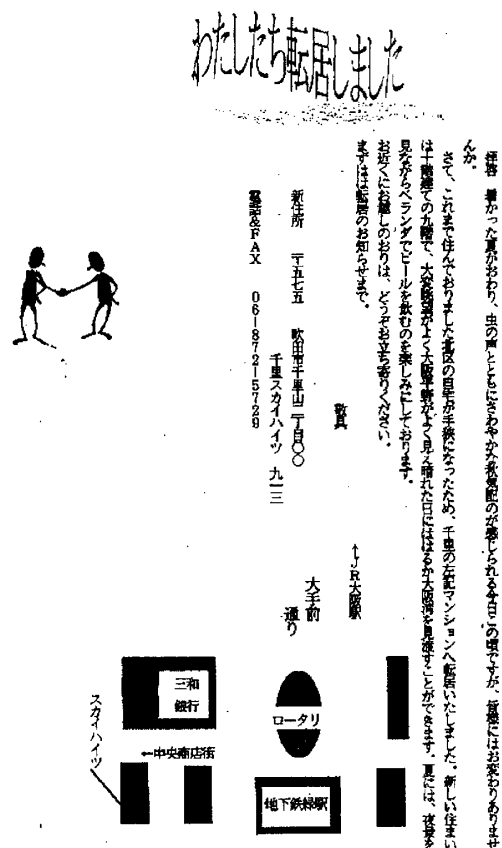 わたしたち転居しました
拝啓　暑かった夏がおわり、虫の声とともにさわやかな秋気配のが感じられる今日この頃ですが、皆様にはお変わりありませ
んか。
さて、これまで住んでおりました北区の自宅が手狭になったため、千里の左記マンションへ転居いたしました。新しい住まい
は十階建ての九階で、大変眺望がよく大阪平野がよく見え晴れた日にははるか大阪湾を見渡すことができます。夏には、夜景を
見ながらベランダでビールを飲むのを楽しみにしております。
お近くにお越しのおりは、どうぞお立ち寄りください。
まずはは転居のお知らせまで。
敬具
新住所　〒五七五　吹田市千里山二丁目〇〇
千里スカイハイツ　九一三
電話&FAX　06-872-5729
↑JR大阪駅
大手前
通り
三和
銀行
ロータリ
←中央商店街
スカイハイツ
地下鉄緑駅